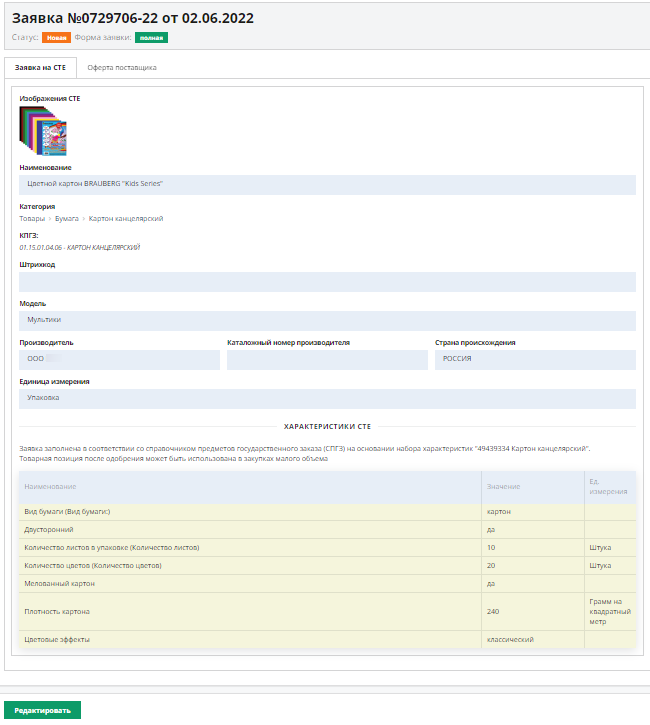 Заявка №0729706-22 от 02.06.2022
Статус: Новая Форма заявки: полная
Заявка на СТЕ Оферта поставщика
Изображения СТЕ
Наименование
Цветной картон BRAUBERG "Kids Series"
Категория
Товары › Бумага › Картон канцелярский
КПГЗ:
01.15.01.04.06 - КАРТОН КАНЦЕЛЯРСКИЙ
Штрихкод
Модель
Мультики
Производитель Каталожный номер производителя Страна происхождения
ООО РОССИЯ
Единица измерения
Упаковка
ХАРАКТЕРИСТИКИ СТЕ
Заявка заполнена в соответствии со справочником предметов государственного заказа (СПГЗ) на основании набора характеристик "49439334 Картон канцелярский".
Товарная позиция после одобрения может быть использована в закупках малого объема
Наименование Значение Ед. измерения
Вид бумаги (Вид бумаги:) картон
Двусторонний да
Количество листов в упаковке (Количество листов) 10 Штука
Количество цветов (Количество цветов) 20 Штука
Мелованный картон да
Плотность картона 240 Грамм на квадратный метр
Цветовые эффекты классический
Редактировать